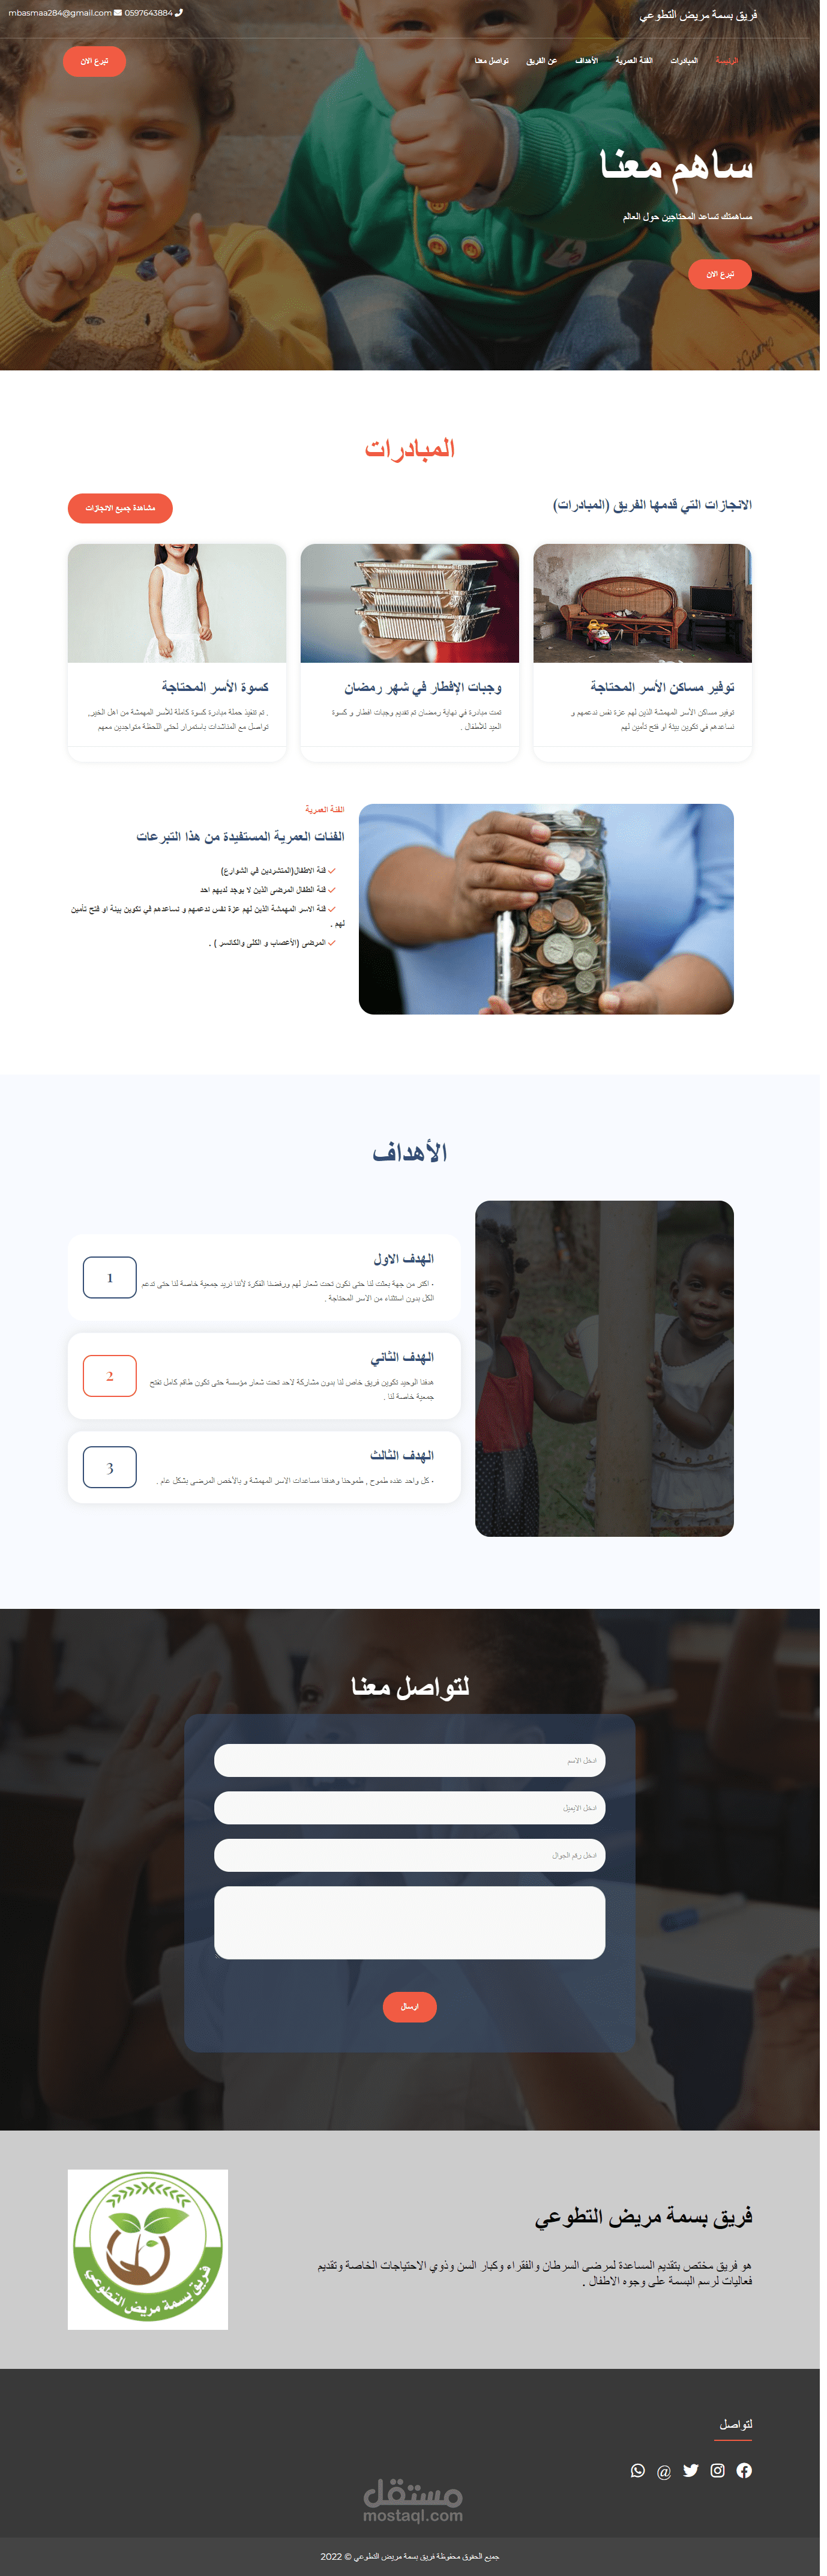 فريق بسمة مريض التطوعي
0597643884
mbasmaa284@gmail.com
الرئيسية
المبادرات
الفئة العمرية
الأهداف
عن الفريق
تواصل معنا
تبرع الان
ساهم معنا
مساهمتك تساعد المحتاجين حول العالم
تبرع الان
المبادرات
الانجازات التي قدمها الفريق (المبادرات)
مشاهدة جميع الانجازات
توفير مساكن الأسر المحتاجة
توفير مساكن الأسر المهمشة الذين لهم عزة نفس ندعمهم و
نساعدهم في تكوين بيئة او فتح تأمين لهم
وجبات الإفطار في شهر رمضان
تمت مبادرة في نهاية رمضان تم تقديم وجبات افطار و كسوة
العيد للأطفال .
كسوة الأسر المحتاجة
. تم تنفيذ حملة مبادرة كسوة كاملة للأسر المهمشة من اهل الخير,
تواصل مع المناشدات باستمرار لحتى اللحظة متواجدين معهم
الفئة العمرية
الفئات العمرية المستفيدة من هذا التبرعات
فئة الاطفال(المتشردين في الشوارع)
فئة الطفال المرضى الذين لا يوجد لديهم احد
فئة الاسر المهمشة الذين لهم عزة نفس ندعمهم و نساعدهم في تكوين بيئة او فتح تأمين
لهم .
المرضى (الأعصاب و الكلى والكانسر ) .
الأهداف
الهدف الاول
• اكثر من جهة بعثت لنا حتى نكون تحت شعار لهم ورفضنا الفكرة لأننا نريد جمعية خاصة لنا حتى ندعم
الكل بدون استثناء من الاسر المحتاجة .
1
الهدف الثاني
هدفنا الوحيد تكوين فريق خاص لنا بدون مشاركة لاحد تحت شعار مؤسسة حتى تكون طاقم كامل تفتح
جمعية خاصة لنا .
2
الهدف الثالث
• كل واحد عنده طموح , طموحنا وهدفنا مساعدات الاسر المهمشة و بالأخص المرضى بشكل عام .
3
لتواصل معنا
ادخل الاسم
ادخل الايميل
ادخل رقم الجوال
ارسال
فريق بسمة مريض التطوعي
هو فريق مختص بتقديم المساعدة لمرضى السرطان والفقراء وكبار السن وذوي الاحتياجات الخاصة وتقديم
فعاليات لرسم البسمة على وجوه الاطفال .
فريق بسمة مريض التطوعي
لتواصل
@
مستقل
mostaql.com
جميع الحقوق محفوظة فريق بسمة مريض التطوعي © 2022